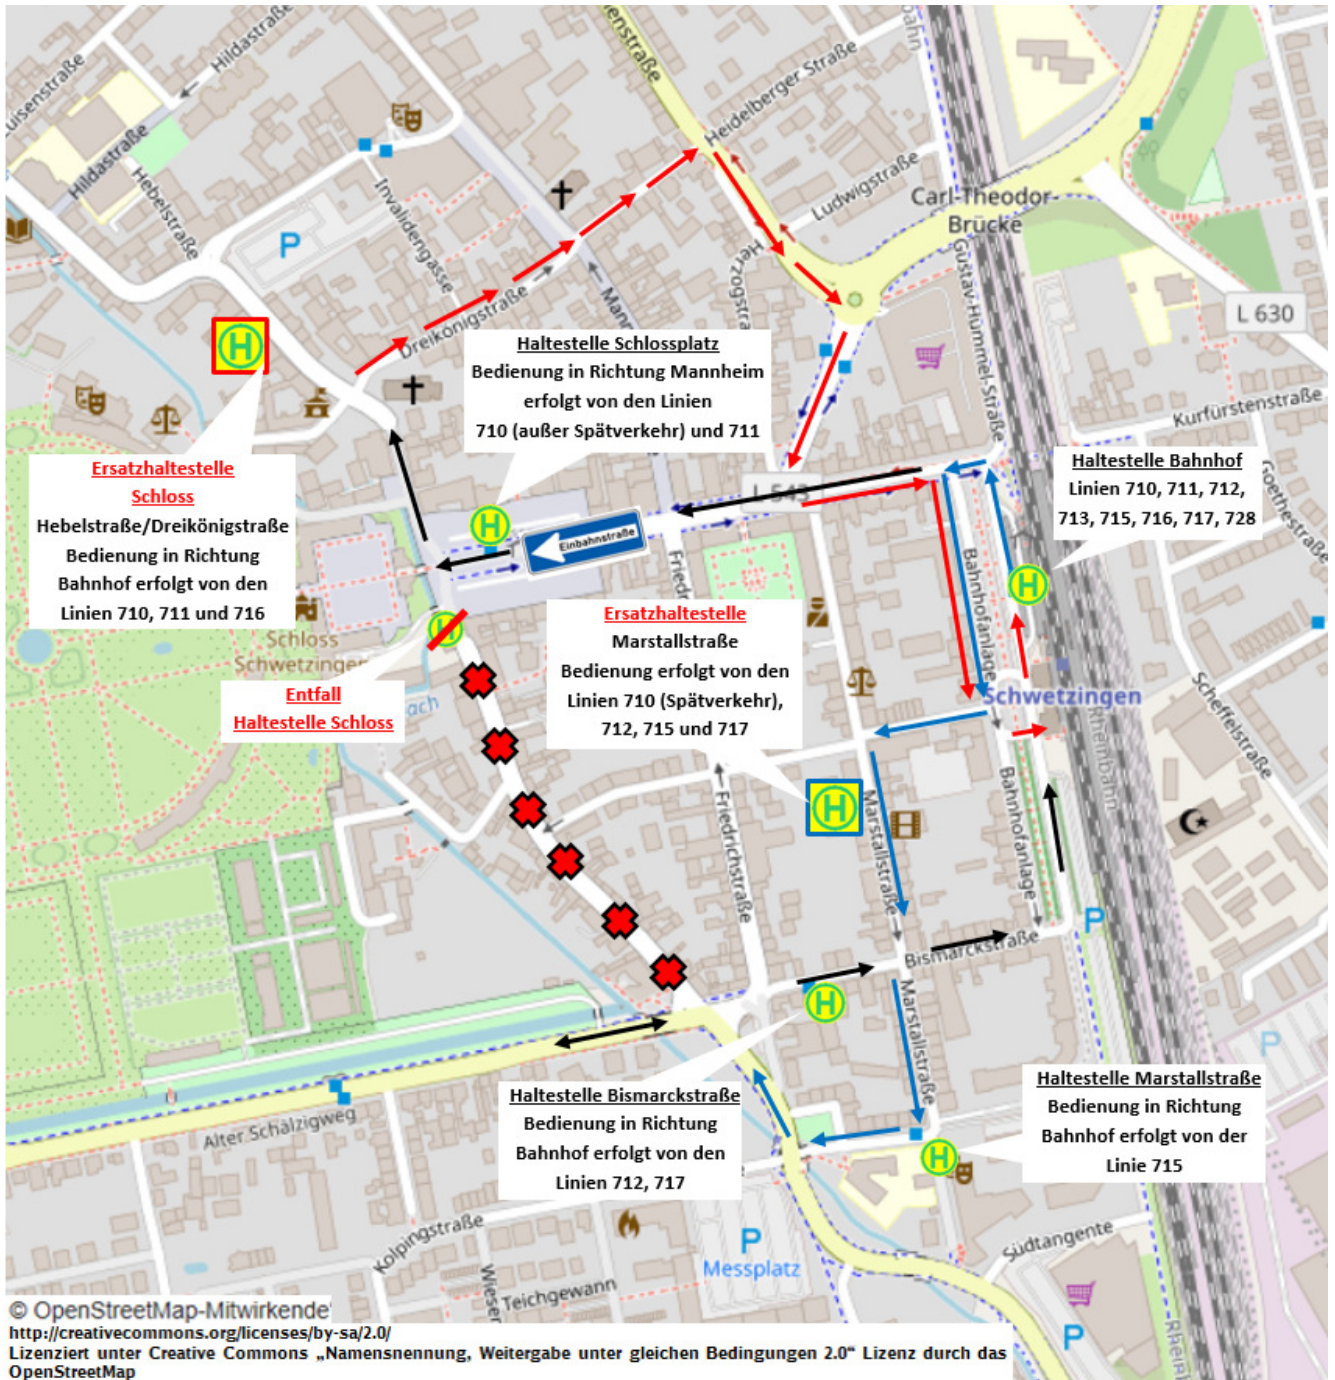 Hildastraße
Luisenstraße
Hildastraße
Hebelstraße
Invalidengasse
Heidelberger Straße
Ludwigstraße
Carl-Theodor-
Brücke
Gustav-Hummel-Straße
L 630
Kurfürstenstraße
Goethestraße
Scheffelstraße
P
Dreikönigstraße
L 543
Haltestelle Schlossplatz
Bedienung in Richtung Mannheim
erfolgt von den Linien
710 (außer Spätverkehr) und 711
Ersatzhaltestelle
Schloss
Hebelstraße/Dreikönigstraße
Bedienung in Richtung
Bahnhof erfolgt von den
Linien 710, 711 und 716
Haltestelle Bahnhof
Linien 710, 711, 712,
713, 715, 716, 717, 728
H
H
Einbahnstraße
H
H
Schloss
Schwetzingen
Entfall
Haltestelle Schloss
Ersatzhaltestelle
Marstallstraße
Bedienung erfolgt von den
Linien 710 (Spätverkehr),
712, 715 und 717
H
Bahnhofanlage
Schwetzingen
Rheinbahn
Bahnhofanlage
Friedrichstraße
Marstallstraße
Bismarckstraße
P
H
Marstallstraße
P
Haltestelle Bismarckstraße
Bedienung in Richtung
Bahnhof erfolgt von den
Linien 712, 717
Haltestelle Marstallstraße
Bedienung in Richtung
Bahnhof erfolgt von der
Linie 715
H
Alter Schälzigweg
Kolpingstraße
Teichgewann
P
Messplatz
Südtangente
P
© OpenStreetMap-Mitwirkende
http://creativecommons.org/licenses/by-sa/2.0/
Lizenziert unter Creative Commons „Namensnennung, Weitergabe unter gleichen Bedingungen 2.0“ Lizenz durch das
OpenStreetMap